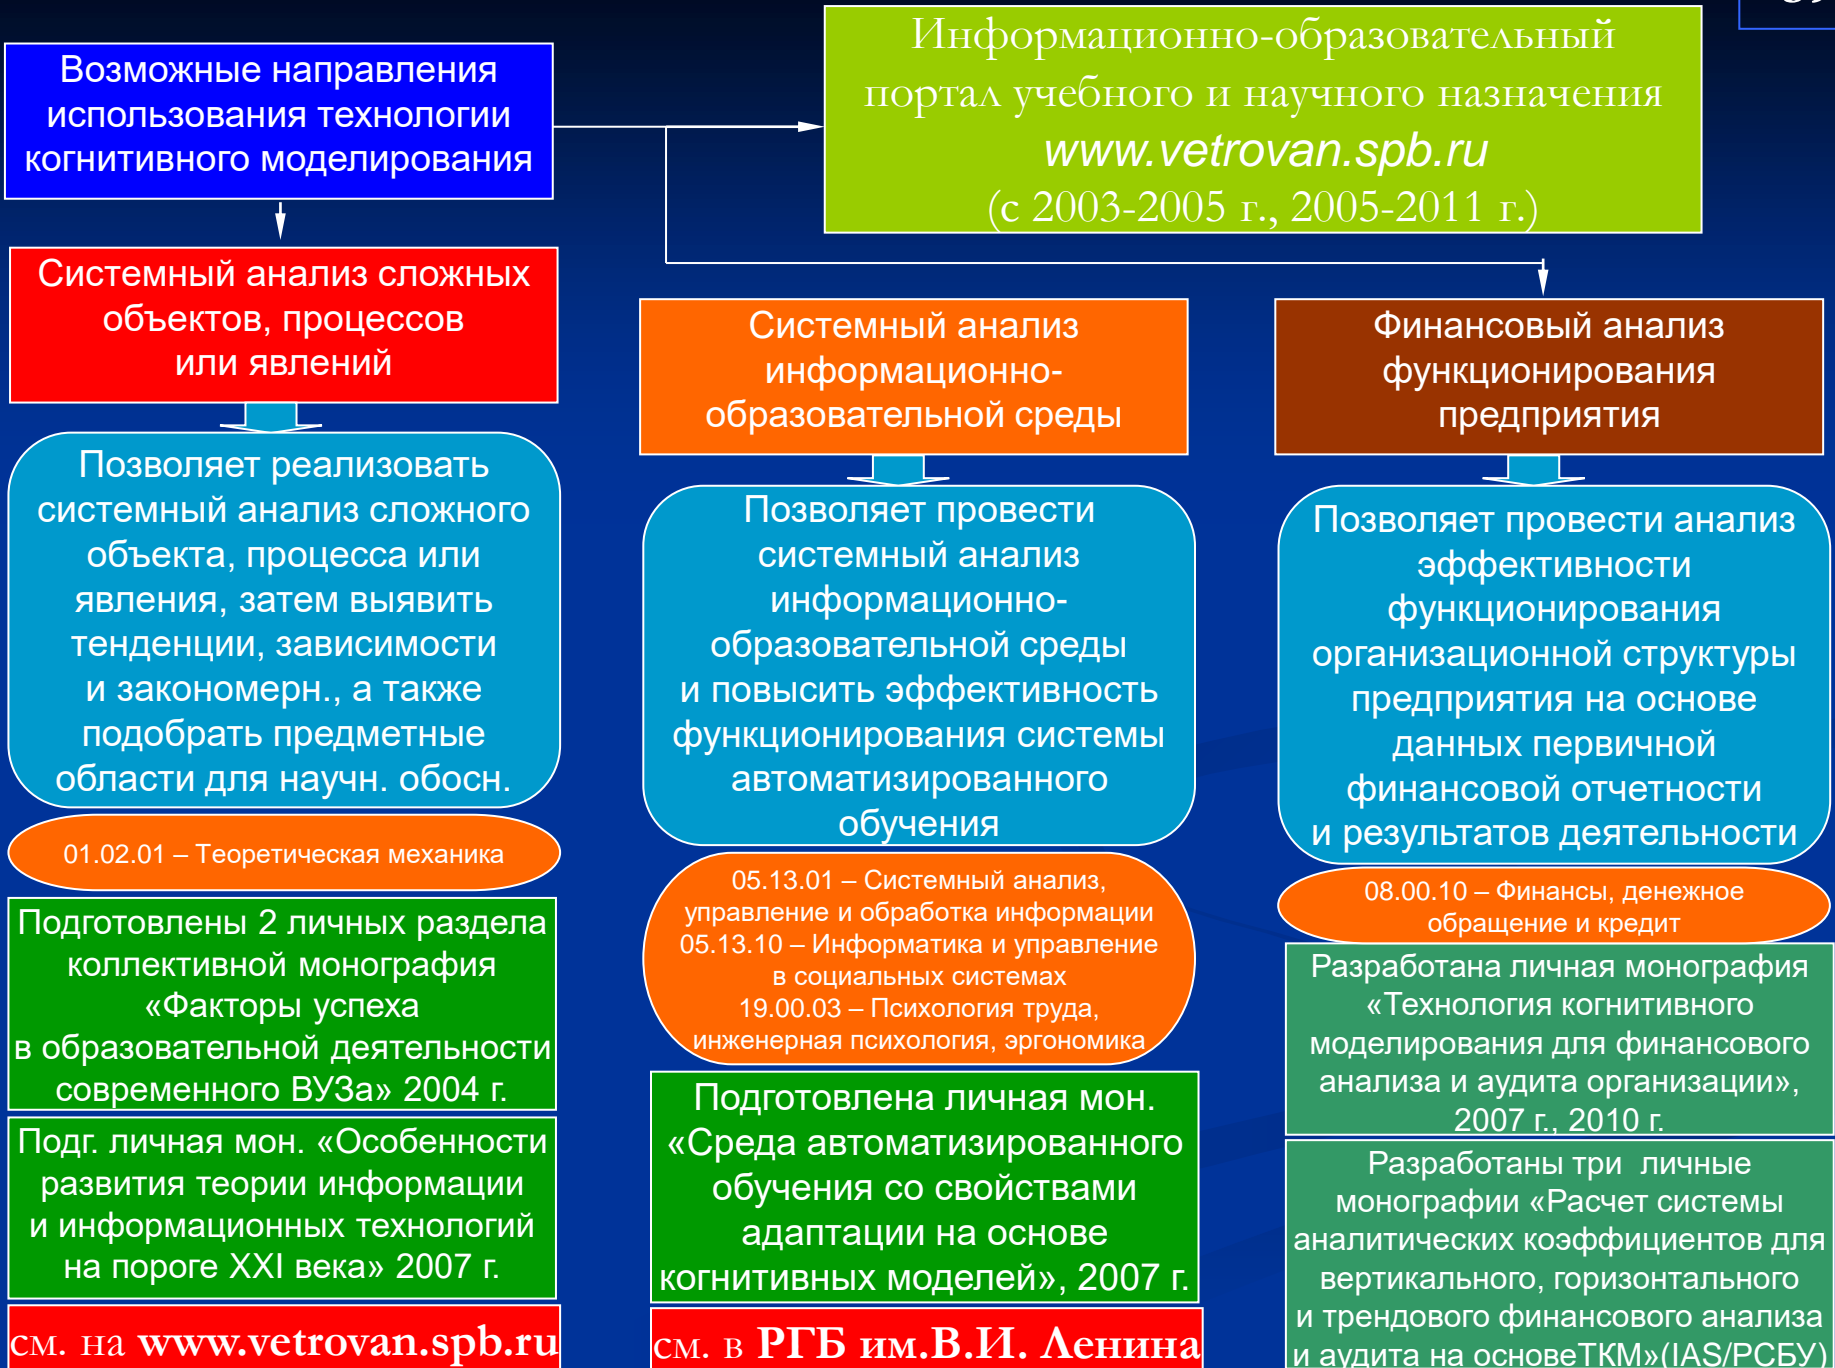 Возможные направления
использования технологии
когнитивного моделирования
Информационно-образовательный
портал учебного и научного назначения
www.vetrovan.spb.ru
(с 2003-2005 г., 2005-2011 г.)
Системный анализ сложных
объектов, процессов
или явлений
Позволяет реализовать
системный анализ сложного
объекта, процесса или
явления, затем выявить
тенденции, зависимости
и закономерн., а также
подобрать предметные
области для научн. обосн.
01.02.01 – Теоретическая механика
Подготовлены 2 личных раздела
коллективной монография
«Факторы успеха
в образовательной деятельности
современного ВУЗа» 2004 г.
Подг. личная мон. «Особенности
развития теории информации
и информационных технологий
на пороге XXI века» 2007 г.
см. на www.vetrovan.spb.ru
Системный анализ
информационно-
образовательной среды
Позволяет провести
системный анализ
информационно-
образовательной среды
и повысить эффективность
функционирования системы
автоматизированного
обучения
05.13.01 – Системный анализ,
управление и обработка информации
05.13.10 – Информатика и управление
в социальных системах
19.00.03 – Психология труда,
инженерная психология, эргономика
Подготовлена личная мон.
«Среда автоматизированного
обучения со свойствами
адаптации на основе
когнитивных моделей», 2007 г.
см. в РГБ им.В.И. Ленина
Финансовый анализ
функционирования
предприятия
Позволяет провести анализ
эффективности
функционирования
организационной структуры
предприятия на основе
данных первичной
финансовой отчетности
и результатов деятельности
08.00.10 – Финансы, денежное
обращение и кредит
Разработана личная монография
«Технология когнитивного
моделирования для финансового
анализа и аудита организации»,
2007 г., 2010 г.
Разработаны три личные
монографии «Расчет системы
аналитических коэффициентов для
вертикального, горизонтального
и трендового финансового анализа
и аудита на основеТКМ»(IAS/РСБУ)